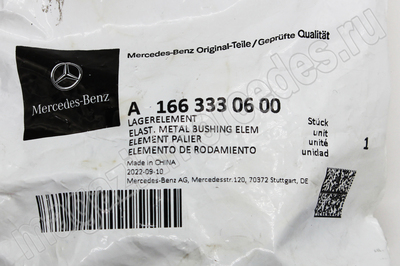 Mercedes-Benz Original-Teile/Geprüfte Qualität
Mercedes-Benz
A 166 333 06 00
LAGERELEMENT
ELAST. METAL BUSHING ELEM
ELEMENT PALIER
ELEMENTO DE RODAMIENTO
Stück
unit
unité
unidad
1
Made in CHINA
2022-09-10
Mercedes-Benz AG, Mercedesstr.120, 70372 Stuttgart, DE